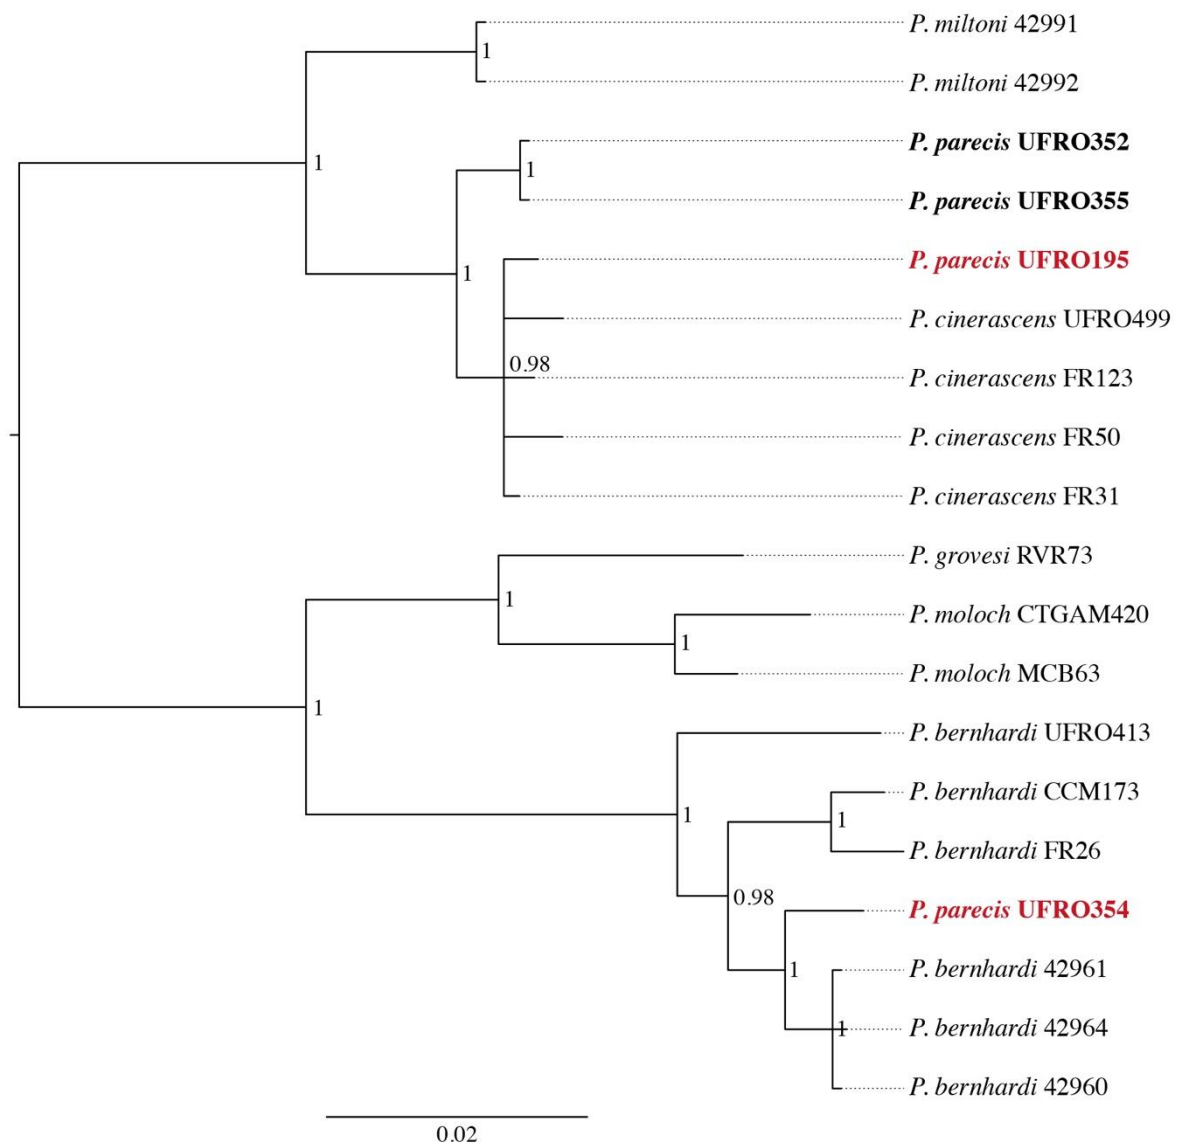 P. miltoni 42991
1
P. miltoni 42992
P. parecis UFRO352
1
1
P. parecis UFRO355
P. parecis UFRO195
1
P. cinerascens UFRO499
0.98
P. cinerascens FR123
P. cinerascens FR50
P. cinerascens FR31
P. grovesi RVR73
1
P. moloch CTGAM420
1
P. moloch MCB63
1
P. bernhardi UFRO413
P. bernhardi CCM173
1
1
P. bernhardi FR26
0.98
P. parecis UFRO354
1
P. bernhardi 42961
1
P. bernhardi 42964
P. bernhardi 42960
0.02